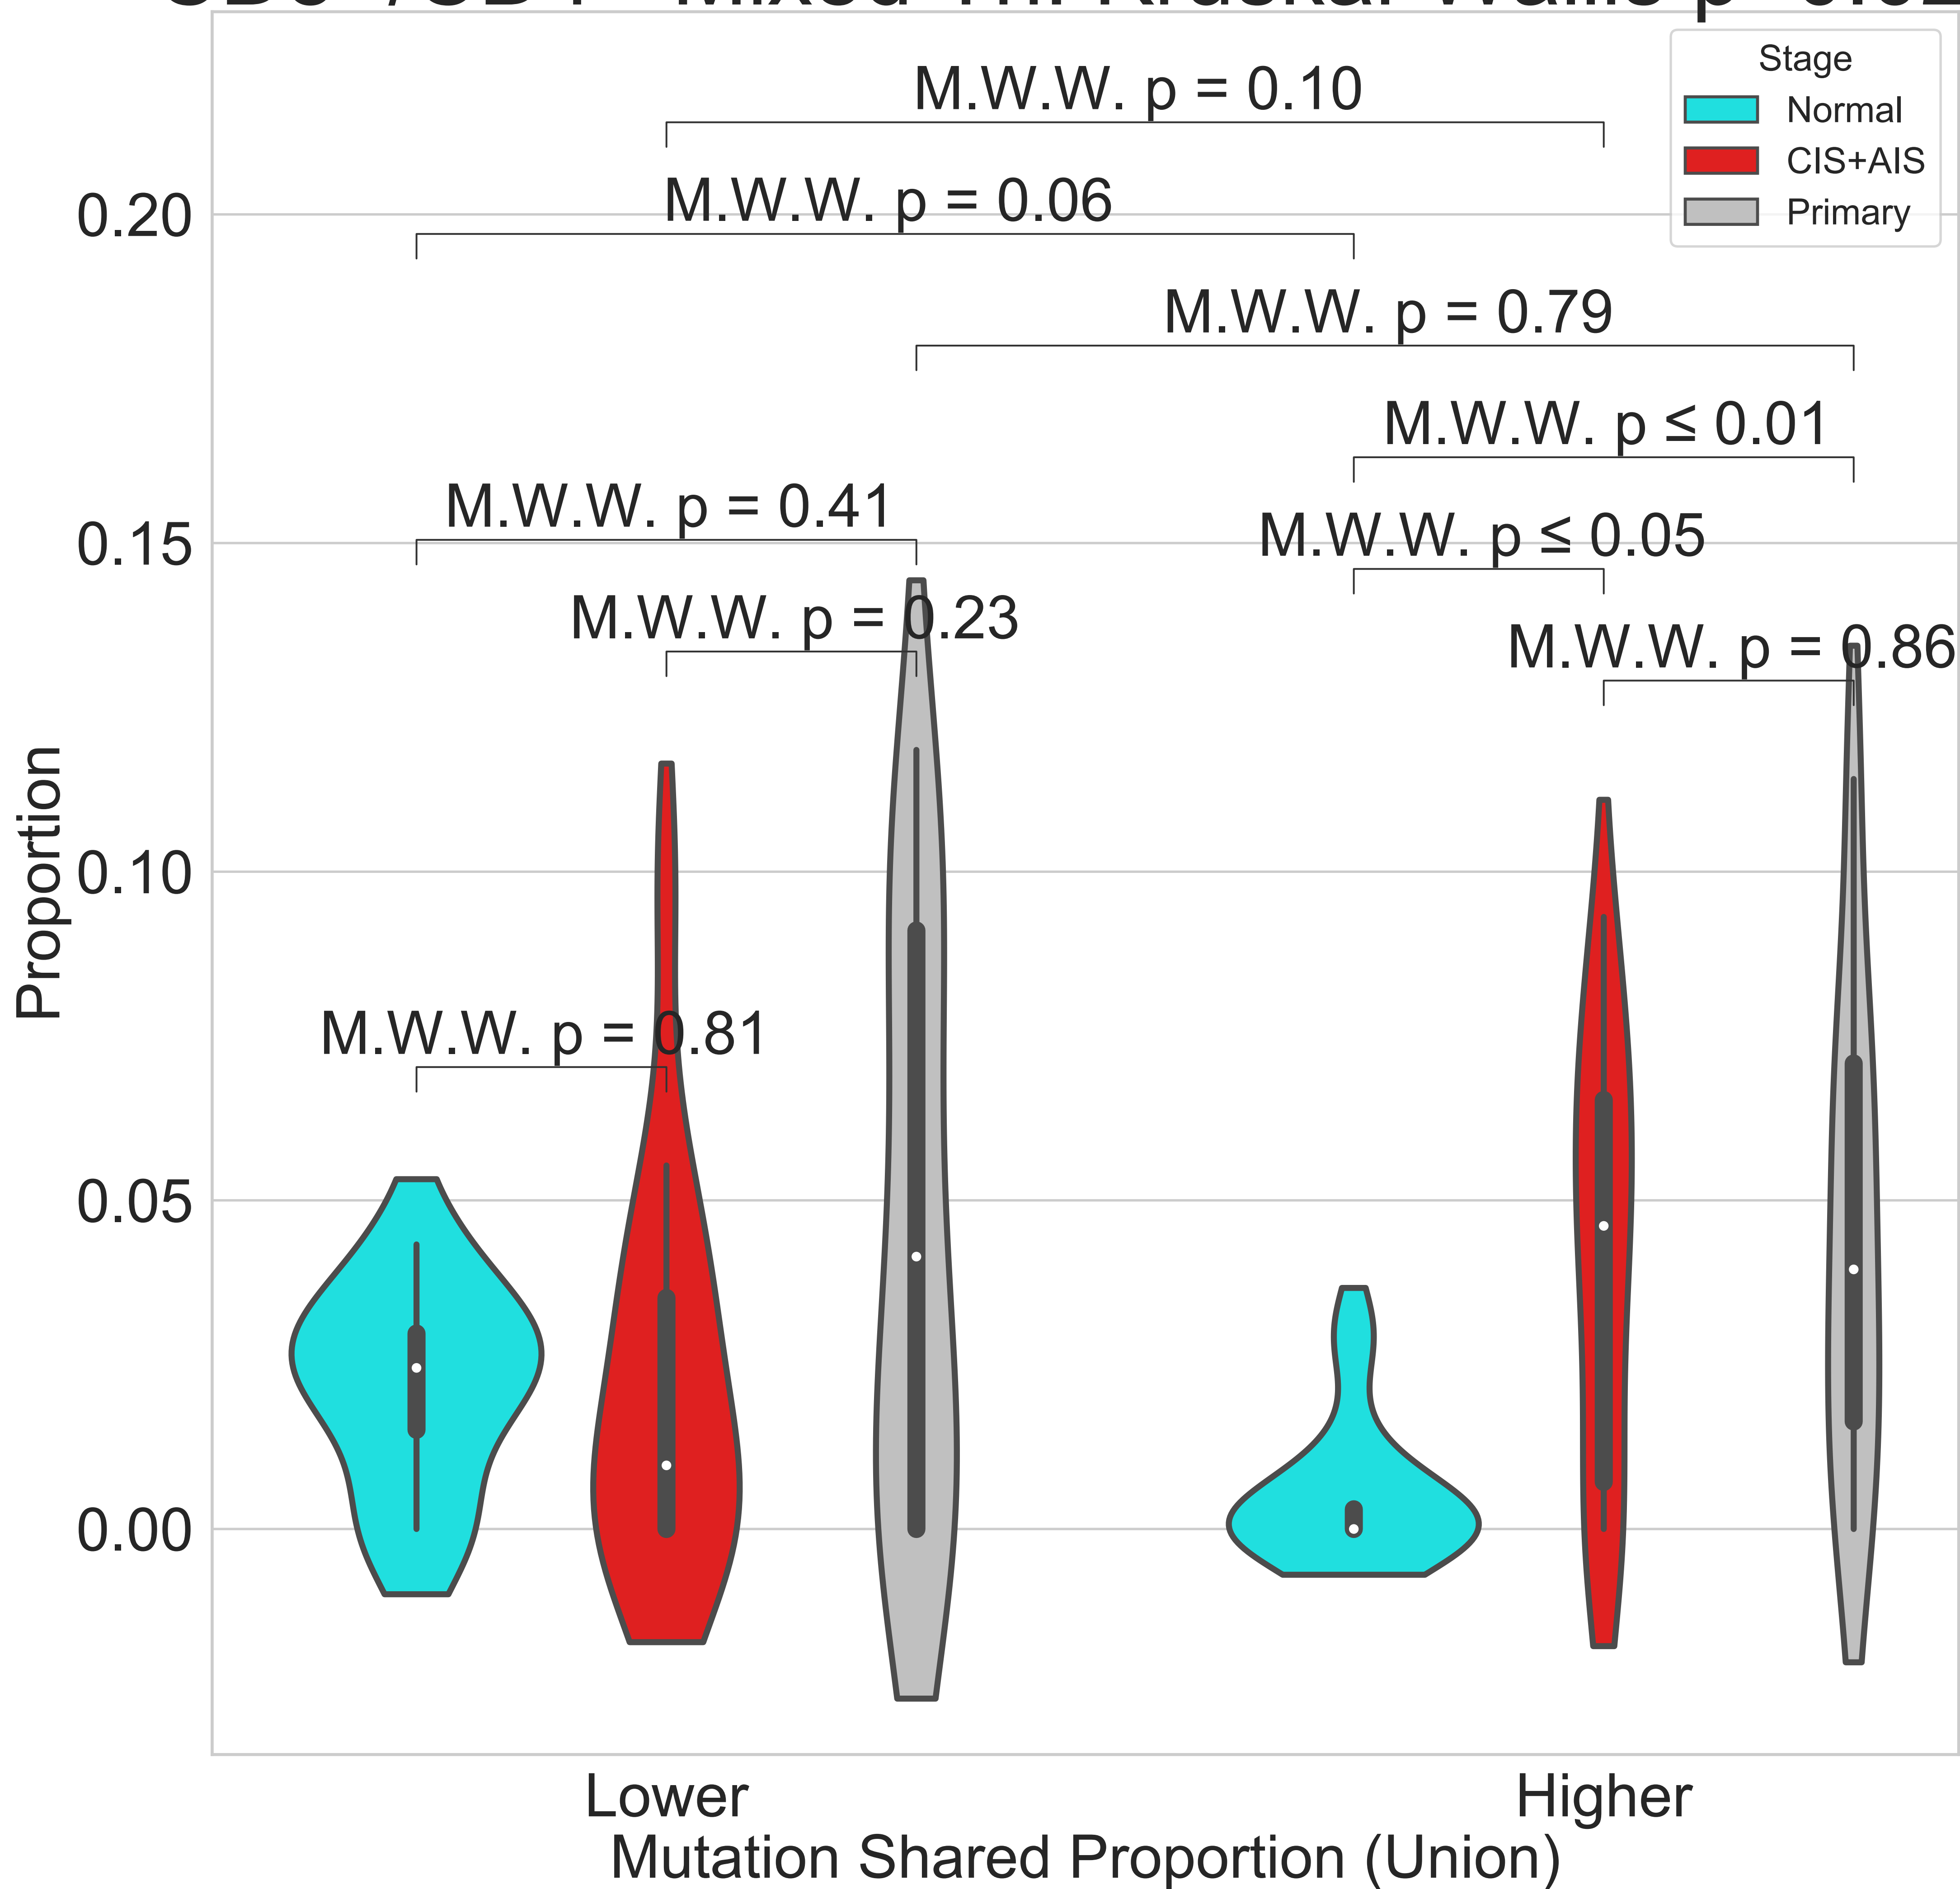 M.W.W. p = 0.10
Stage
Normal
CIS+AIS
Primary
M.W.W. p = 0.06
0.20
M.W.W. p = 0.79
M.W.W. p ≤ 0.01
M.W.W. p = 0.41
M.W.W. p ≤ 0.05
0.15
M.W.W. p = 0.23
M.W.W. p = 0.86
Proportion
0.10
M.W.W. p = 0.81
0.05
0.00
Lower
Higher
Mutation Shared Proportion (Union)